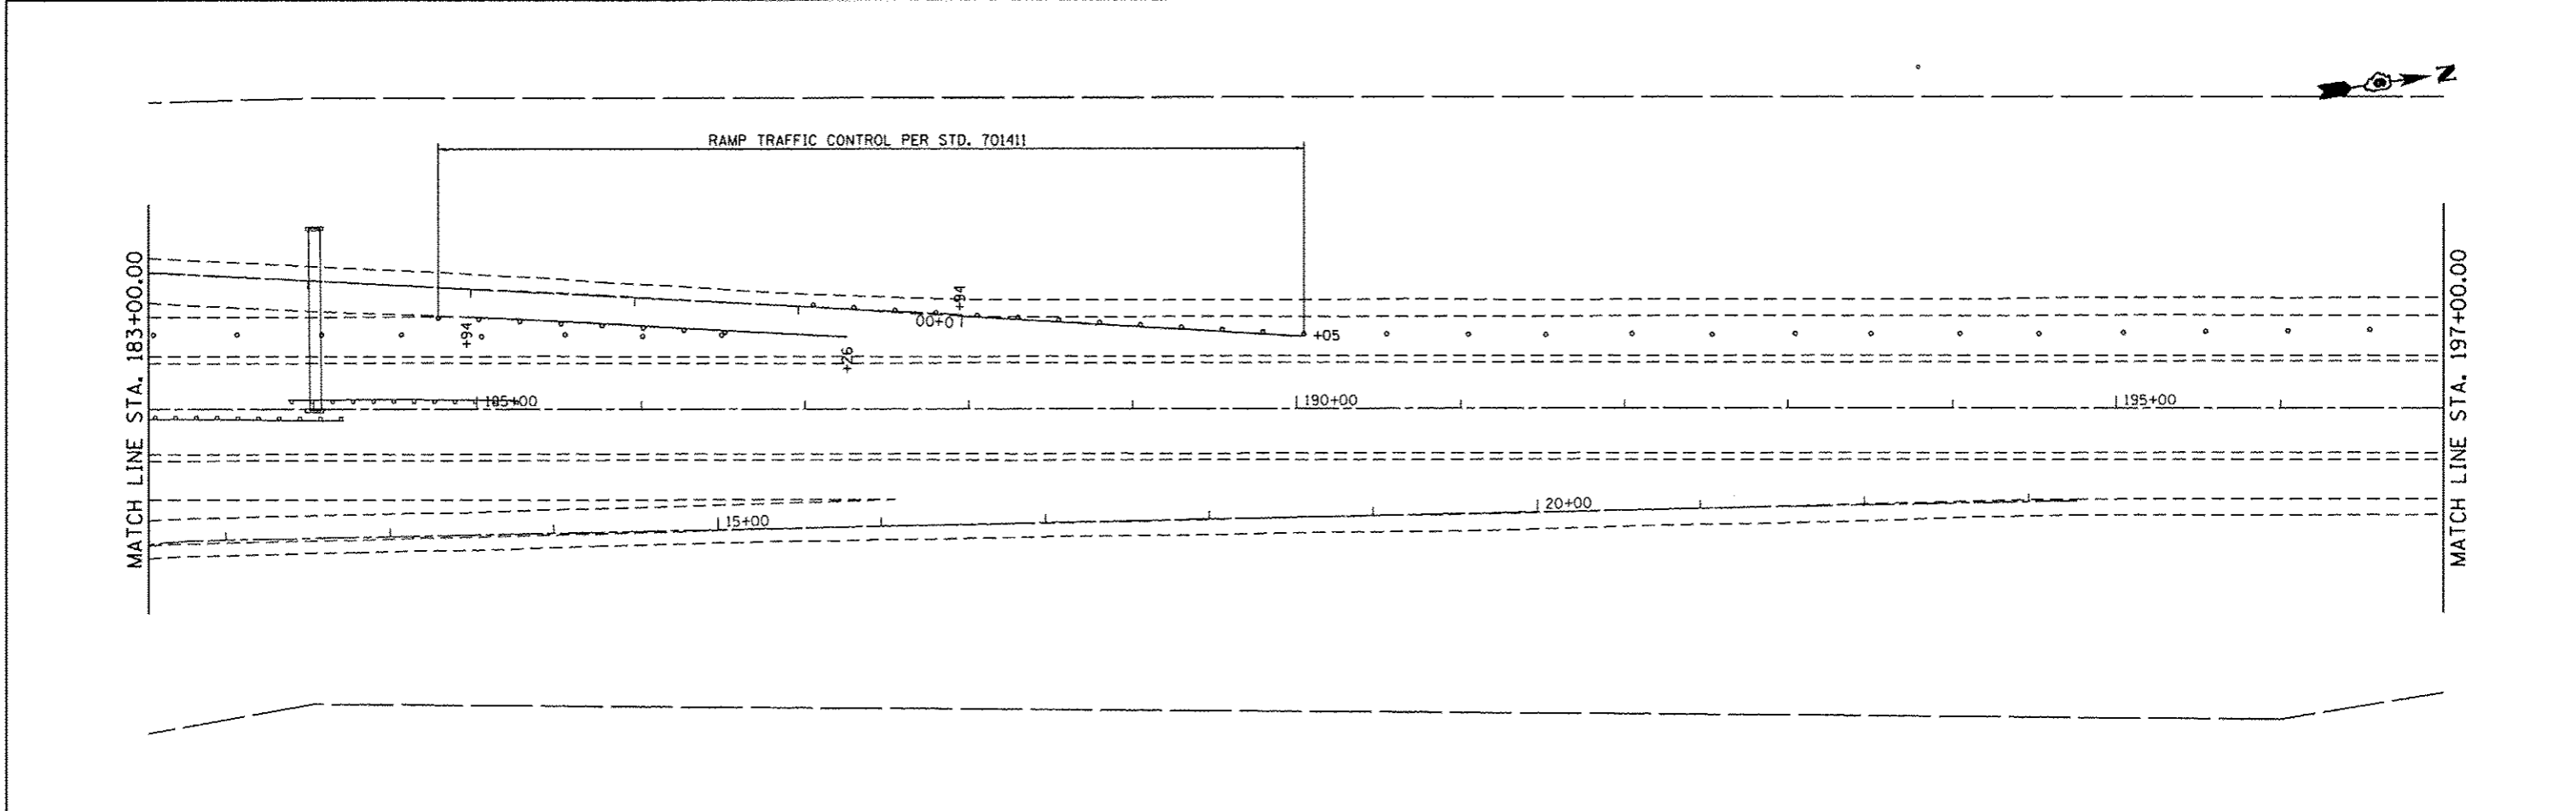 N
RAMP TRAFFIC CONTROL PER STD. 701411
MATCH LINE STA. 183+00.00
+94
+94
00+01
+05
+26
185+00
190+00
195+00
15+00
20+00
MATCH LINE STA. 197+00.00